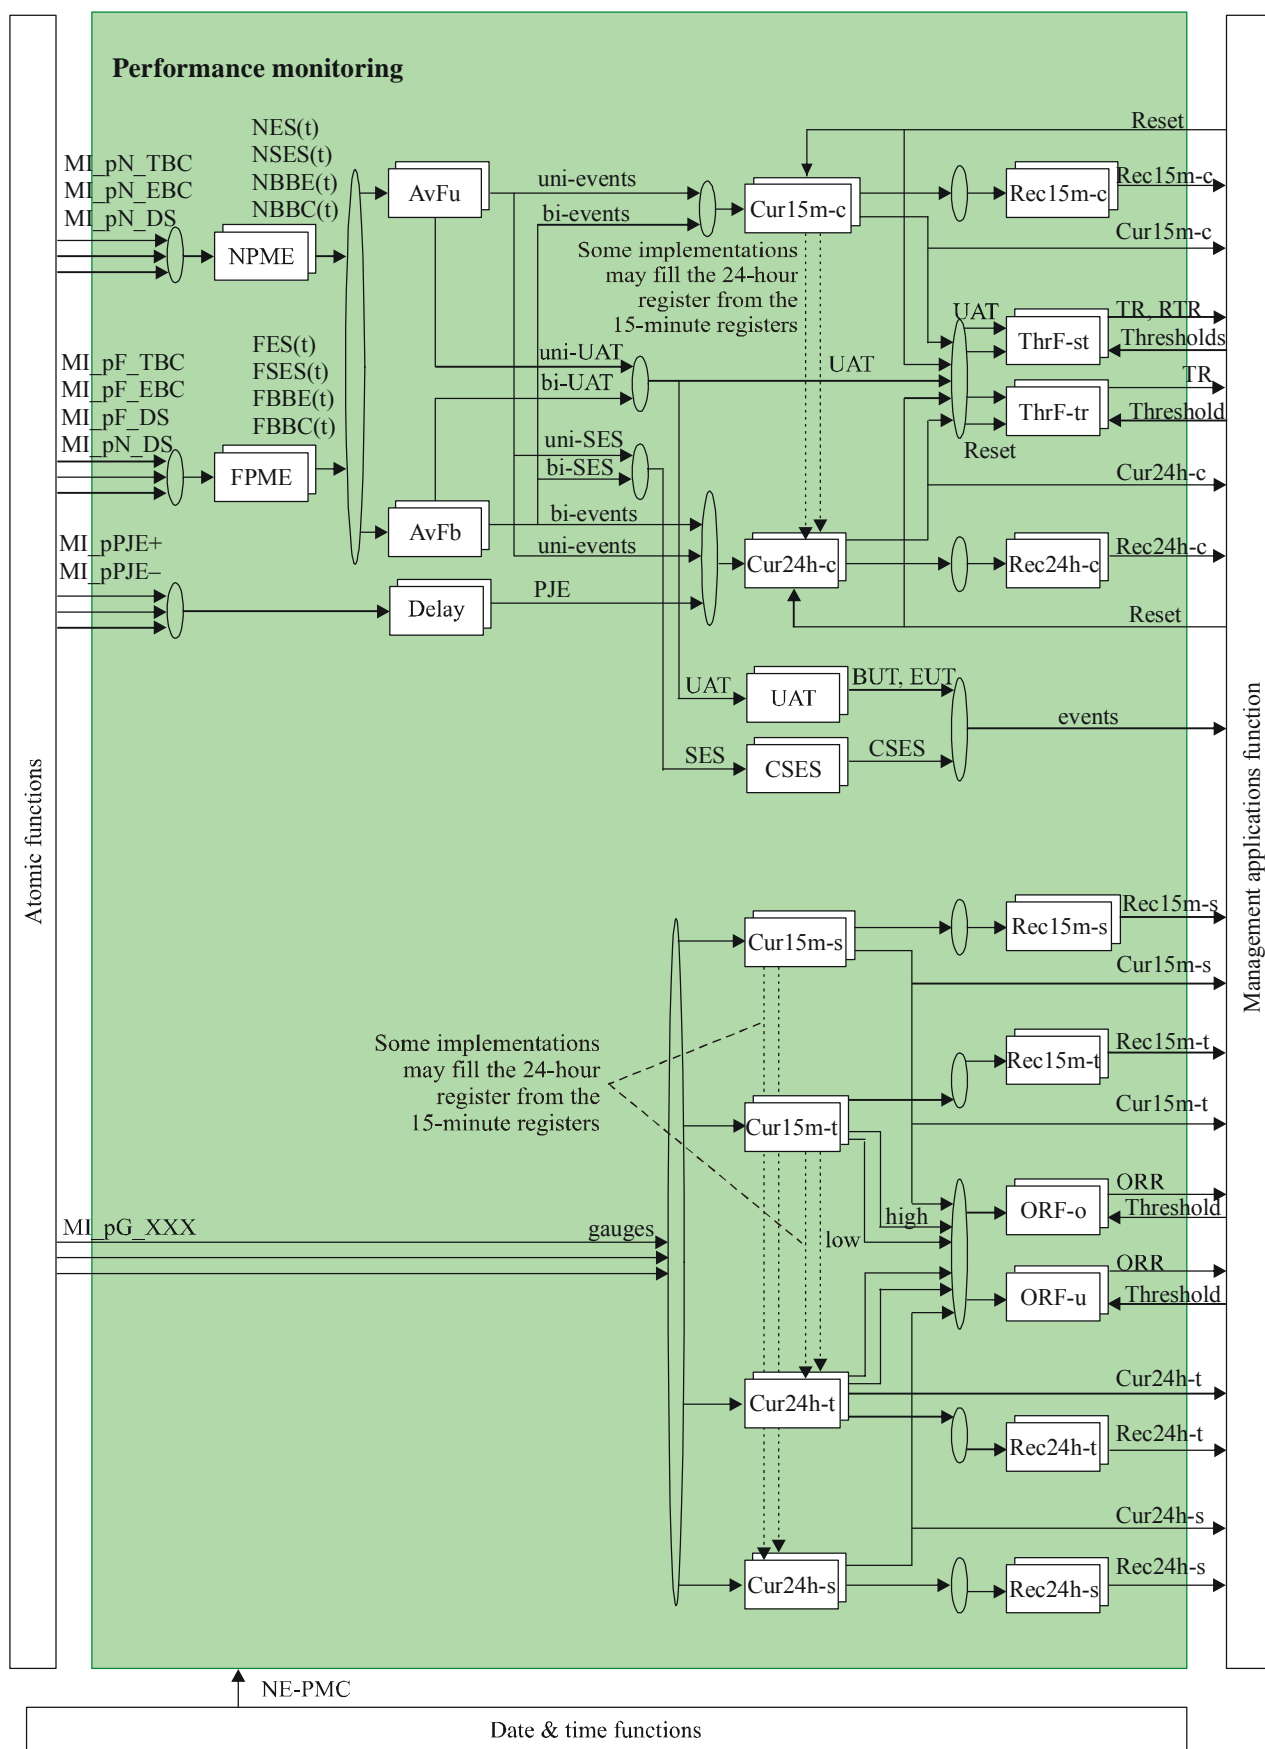 Performance monitoring
Reset
NES(t)
NSES(t)
NBBE(t)
NBBC(t)
MI_pN_TBC
MI_pN_EBC
MI_pN_DS
NPME
AvFu
uni-events
bi-events
Cur15m-c
Rec15m-c
Rec15m-c
Cur15m-c
Some implementations
may fill the 24-hour
register from the
15-minute registers
UAT
ThrF-st
TR, RTR
Thresholds
FES(t)
FSES(t)
FBBE(t)
FBBC(t)
MI_pF_TBC
MI_pF_EBC
MI_pF_DS
MI_pN_DS
FPME
uni-UAT
bi-UAT
UAT
ThrF-tr
TR
Threshold
Reset
uni-SES
bi-SES
Cur24h-c
AvFb
bi-events
uni-events
Cur24h-c
Rec24h-c
Rec24h-c
MI_pPJE+
MI_pPJE–
Delay
PJE
Reset
UAT
UAT
BUT, EUT
events
SES
CSES
CSES
Atomic functions
Management applications function
Cur15m-s
Rec15m-s
Rec15m-s
Cur15m-s
Some implementations
may fill the 24-hour
register from the
15-minute registers
Rec15m-t
Rec15m-t
Cur15m-t
Cur15m-t
MI_pG_XXX
gauges
high
low
ORF-o
ORR
Threshold
ORF-u
ORR
Threshold
Cur24h-t
Cur24h-t
Rec24h-t
Rec24h-t
Cur24h-s
Cur24h-s
Rec24h-s
Rec24h-s
NE-PMC
Date & time functions